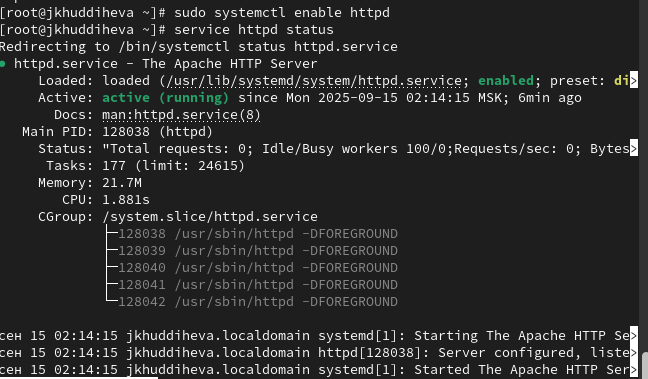 [root@jkhuddiheva ~]# sudo systemctl enable httpd
[root@jkhuddiheva ~]# service httpd status
Redirecting to /bin/systemctl status httpd.service
● httpd.service - The Apache HTTP Server
Loaded: loaded (/usr/lib/systemd/system/httpd.service; enabled; preset: di>
Active: active (running) since Mon 2025-09-15 02:14:15 MSK; 6min ago
Docs: man:httpd.service(8)
Main PID: 128038 (httpd)
Status: "Total requests: 0; Idle/Busy workers 100/0;Requests/sec: 0; Bytes>
Tasks: 177 (limit: 24615)
Memory: 21.7M
CPU: 1.881s
CGroup: /system.slice/httpd.service
├─128038 /usr/sbin/httpd -DFOREGROUND
├─128039 /usr/sbin/httpd -DFOREGROUND
├─128040 /usr/sbin/httpd -DFOREGROUND
├─128041 /usr/sbin/httpd -DFOREGROUND
└─128042 /usr/sbin/httpd -DFOREGROUND
сен 15 02:14:15 jkhuddiheva.localdomain systemd[1]: Starting The Apache HTTP Se>
сен 15 02:14:15 jkhuddiheva.localdomain httpd[128038]: Server configured, liste>
сен 15 02:14:15 jkhuddiheva.localdomain systemd[1]: Started The Apache HTTP Ser>